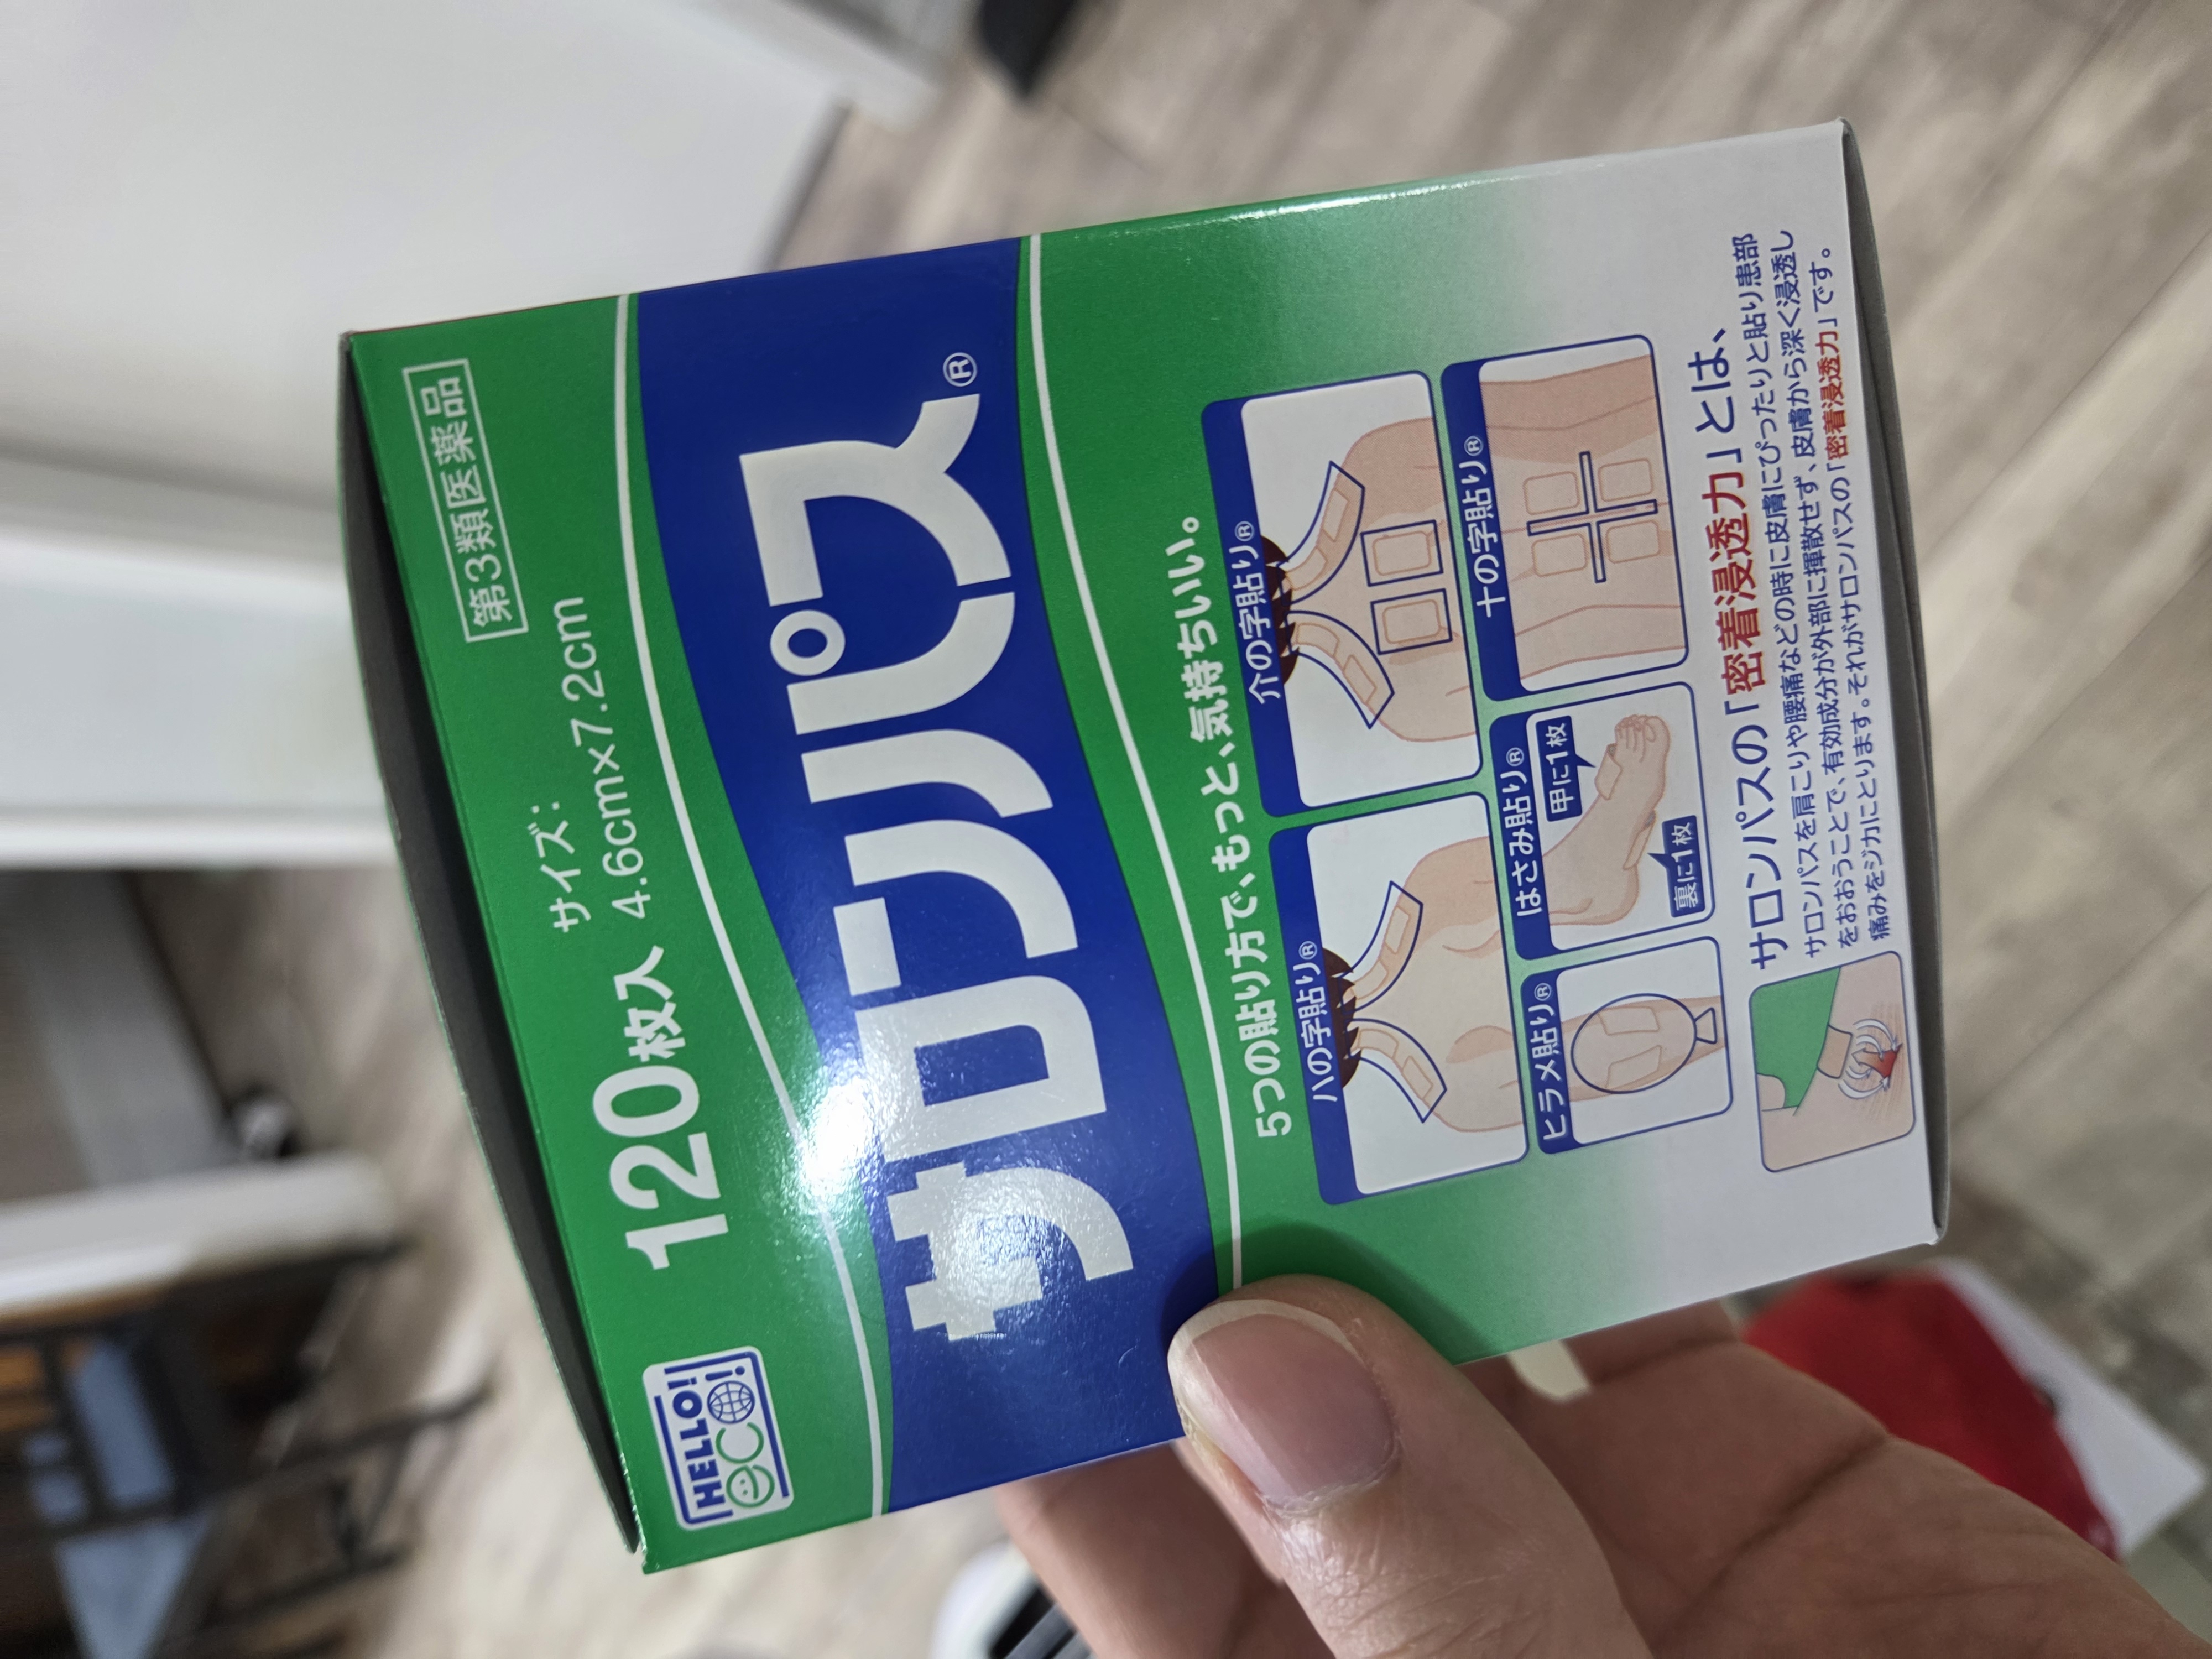 第3類医薬品
HELLO!!
eco!
120枚入
サイズ:
4.6cm×7.2cm
サロンパス®
5つの貼り方で、もっと、気持ちいい。
ハの字貼り®
介の字貼り®
ヒラメ貼り®
はさみ貼り®
甲に1枚
裏に1枚
十の字貼り®
サロンパスの「密着浸透力」とは、
サロンパスを肩こりや腰痛などの時に皮膚にぴったりと貼り患部
をおおうことで、有効成分が外部に揮散せず、皮膚から深く浸透し
痛みをジカにとります。それがサロンパスの「密着浸透力」です。